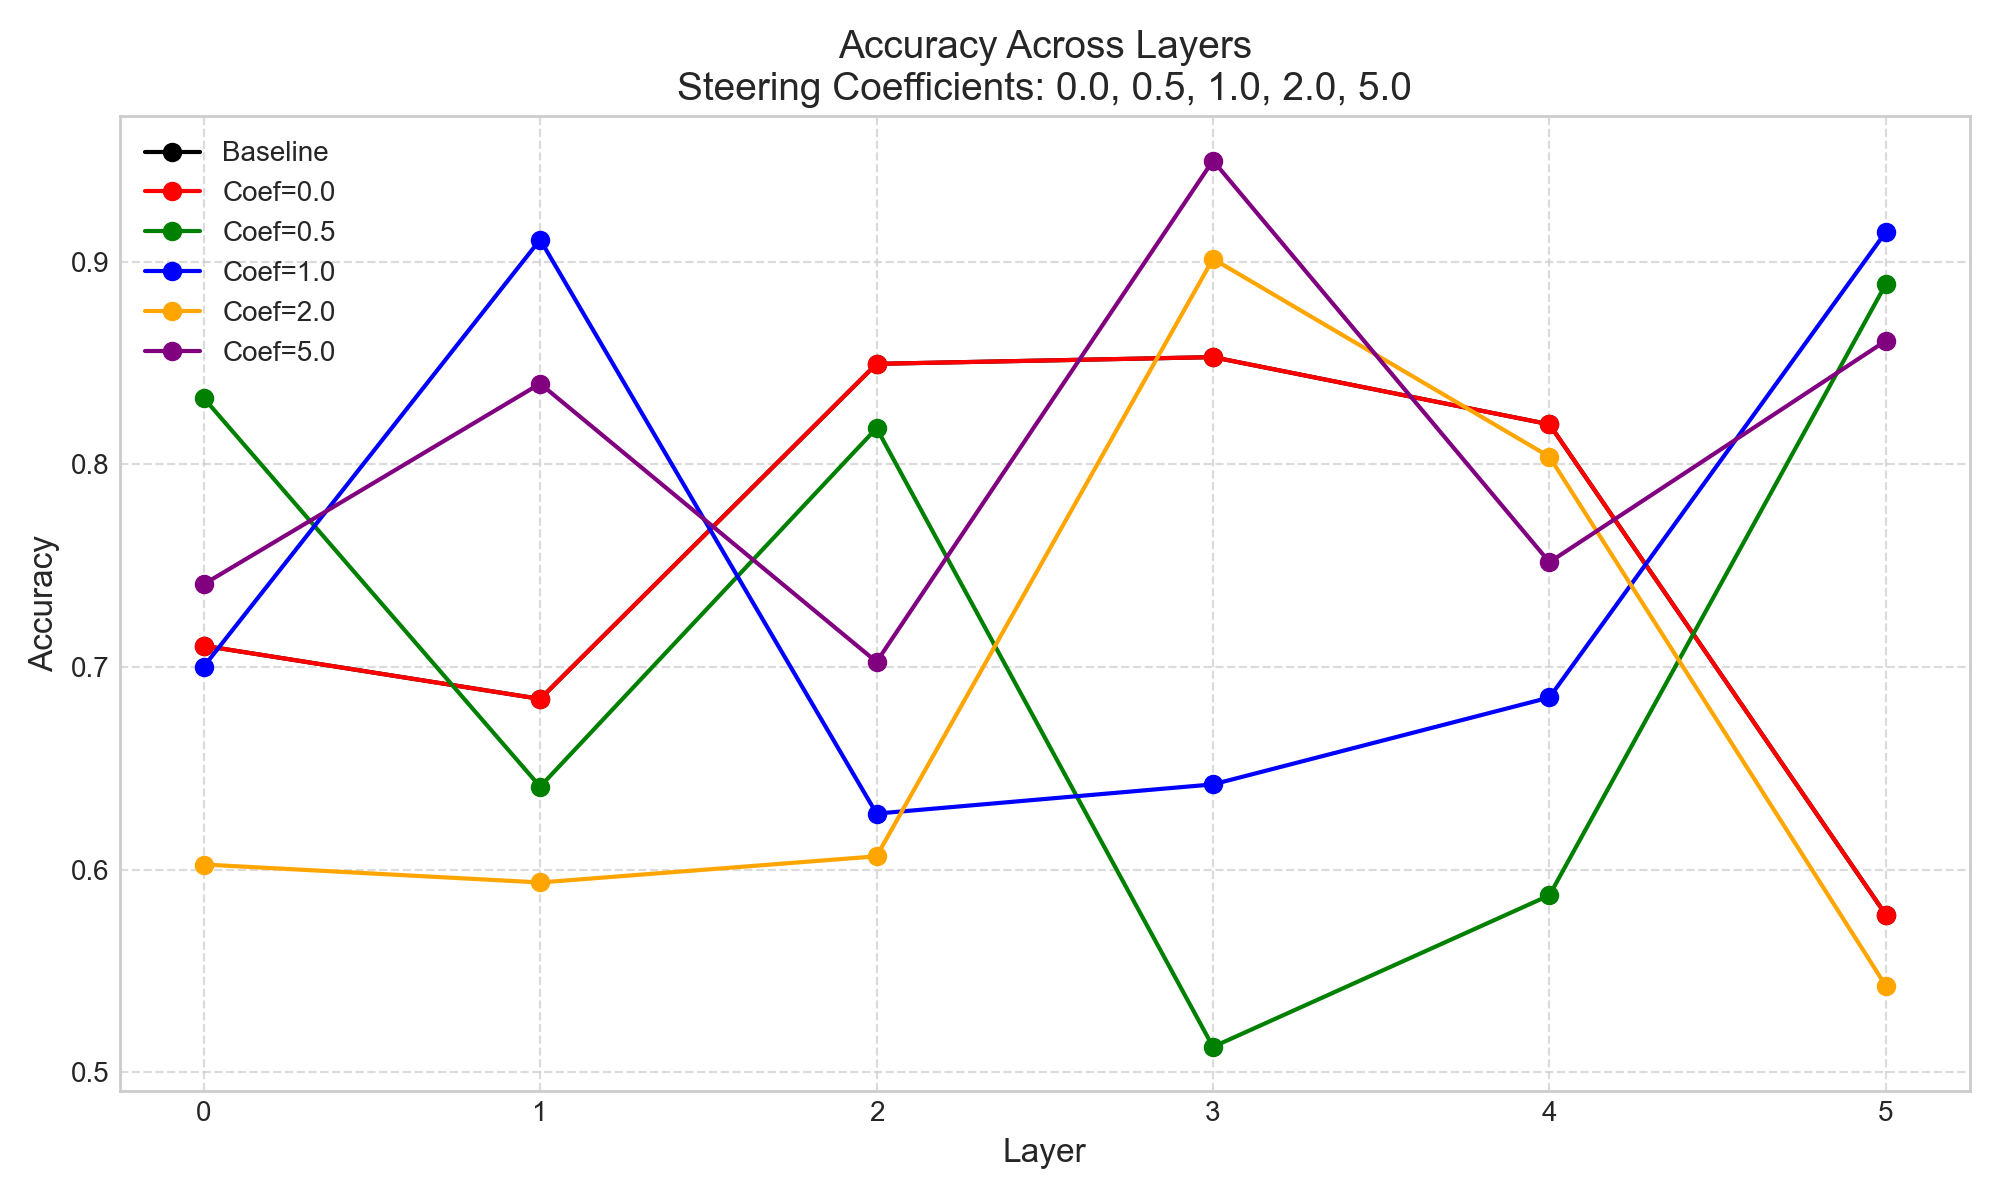 Accuracy Across Layers
Steering Coefficients: 0.0, 0.5, 1.0, 2.0, 5.0
Baseline
Coef=0.0
Coef=0.5
Coef=1.0
Coef=2.0
Coef=5.0
0.9
0.8
0.7
0.6
0.5
Accuracy
0 1 2 3 4 5
Layer